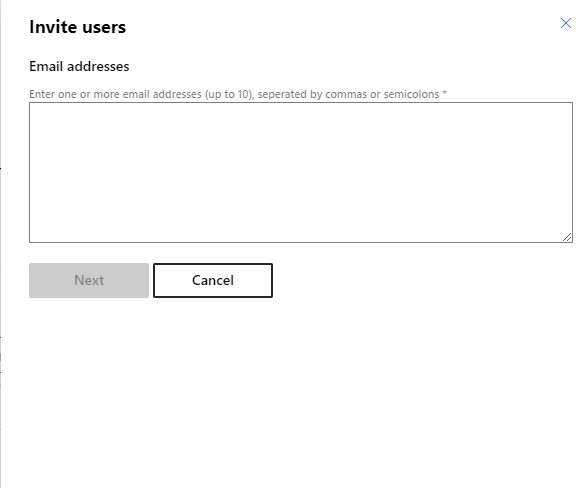 Invite users
Email addresses
Enter one or more email addresses (up to 10), seperated by commas or semicolons *
Next
Cancel